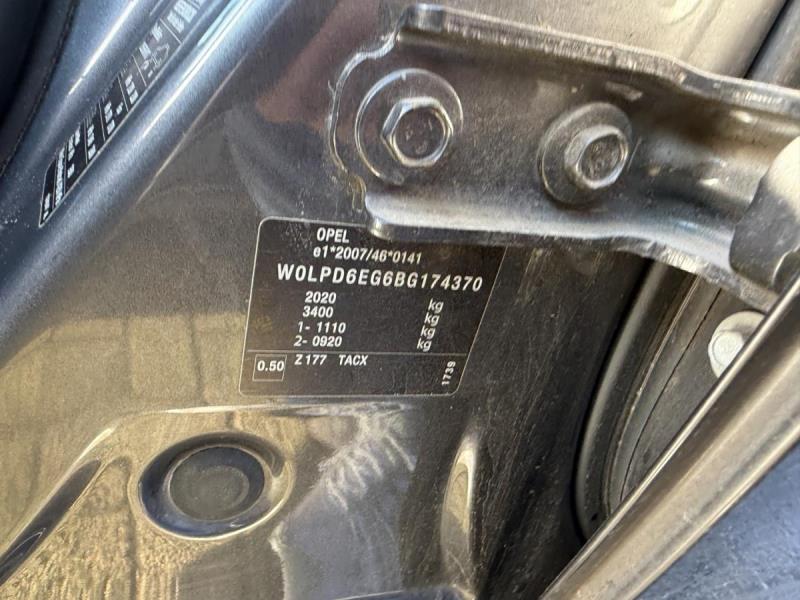 OPEL
e1*2007/46*0141
W0LPD6EG6BG174370
2020 kg
3400 kg
1- 1110 kg
2- 0920 kg
0.50 Z177 TACX
1739